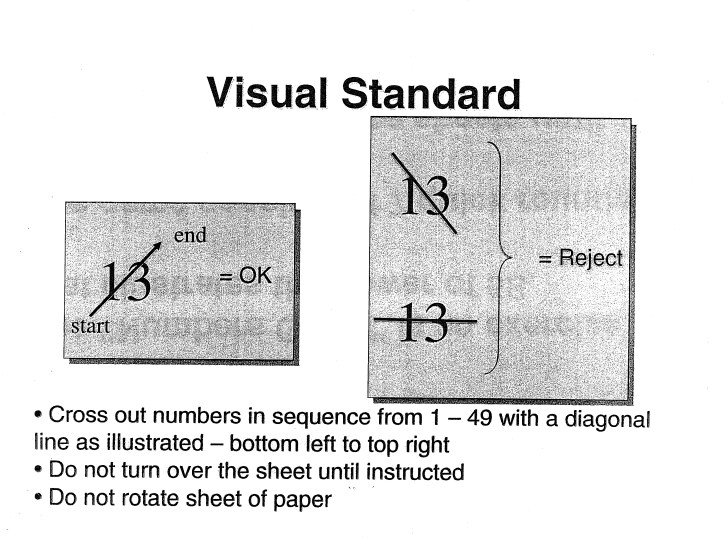 Visual Standard
end
13
= OK
start
13
= Reject
13
• Cross out numbers in sequence from 1 – 49 with a diagonal
line as illustrated – bottom left to top right
• Do not turn over the sheet until instructed
• Do not rotate sheet of paper